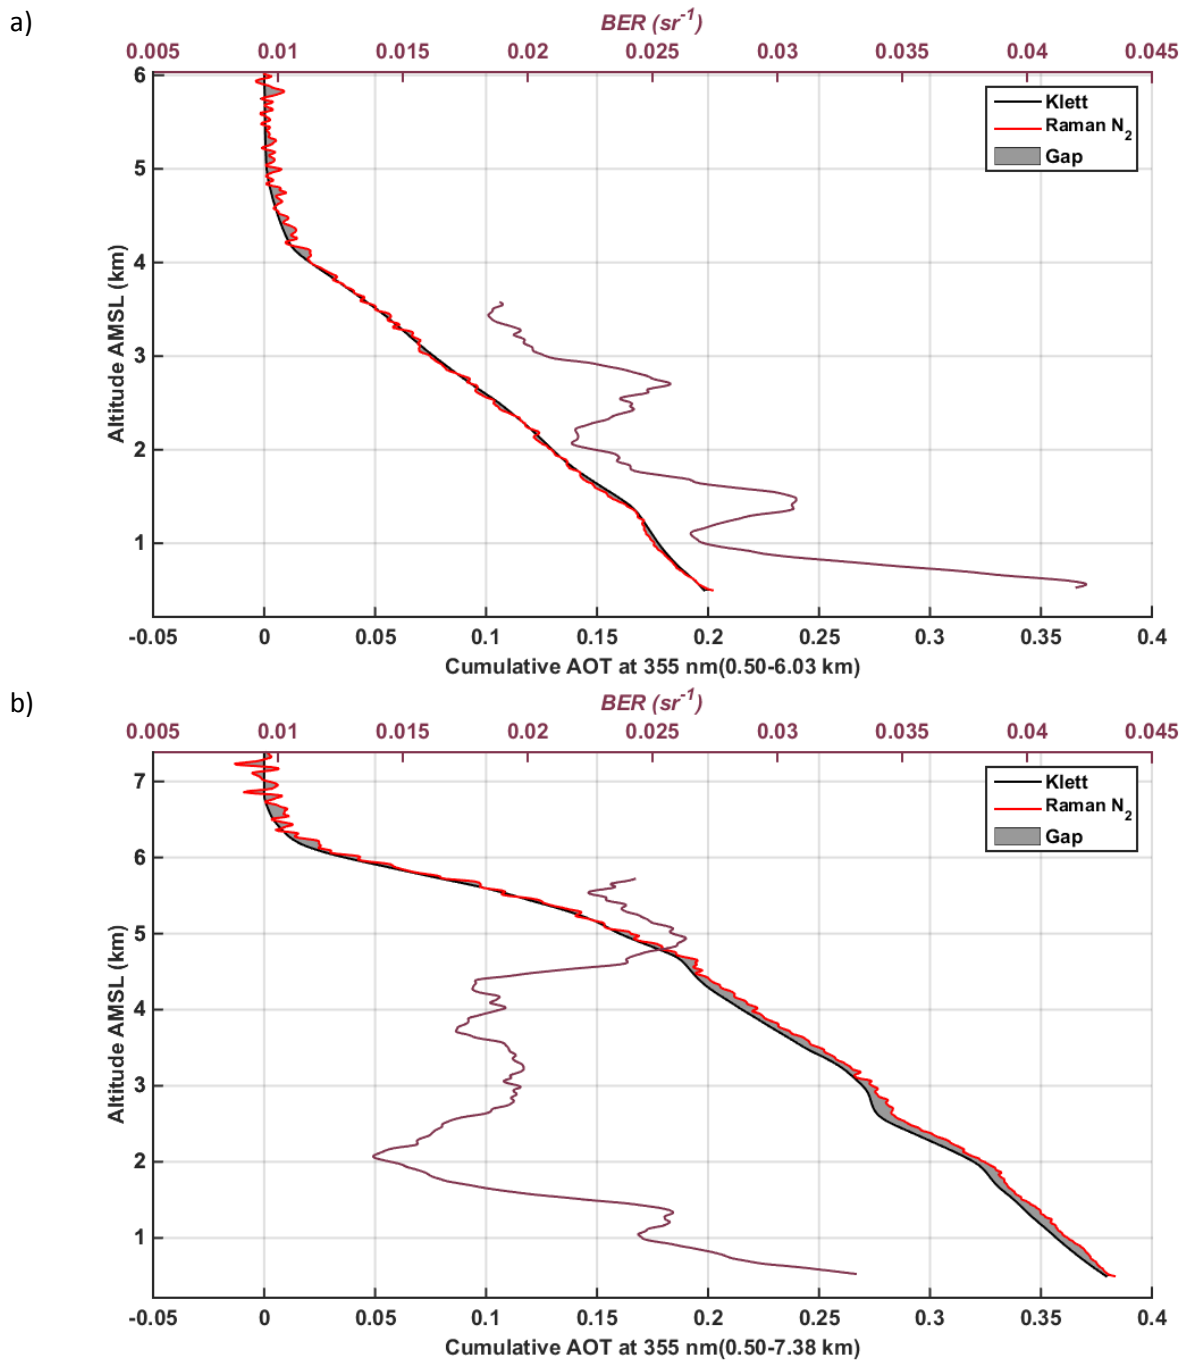 a)
BER (sr-1)
0.005 0.01 0.015 0.02 0.025 0.03 0.035 0.04 0.045
6
Klett
Raman N2
Gap
5
4
Altitude AMSL (km)
3
2
1
-0.05 0 0.05 0.1 0.15 0.2 0.25 0.3 0.35 0.4
Cumulative AOT at 355 nm(0.50-6.03 km)
b)
BER (sr-1)
0.005 0.01 0.015 0.02 0.025 0.03 0.035 0.04 0.045
7
Klett
Raman N2
Gap
6
5
Altitude AMSL (km)
4
3
2
1
-0.05 0 0.05 0.1 0.15 0.2 0.25 0.3 0.35 0.4
Cumulative AOT at 355 nm(0.50-7.38 km)